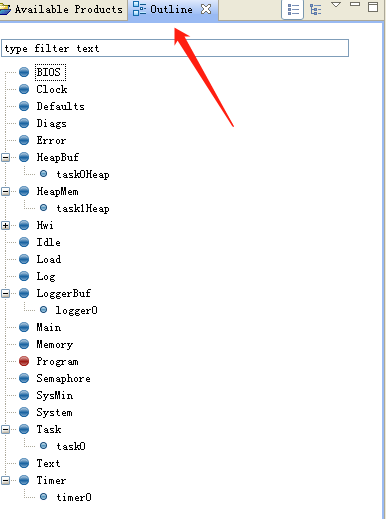 Available Products Outline
type filter text
BIOS
Clock
Defaults
Diags
Error
HeapBuf
task0Heap
HeapMem
task1Heap
Hwi
Idle
Load
Log
LoggerBuf
logger0
Main
Memory
Program
Semaphore
SysMin
System
Task
task0
Text
Timer
timer0